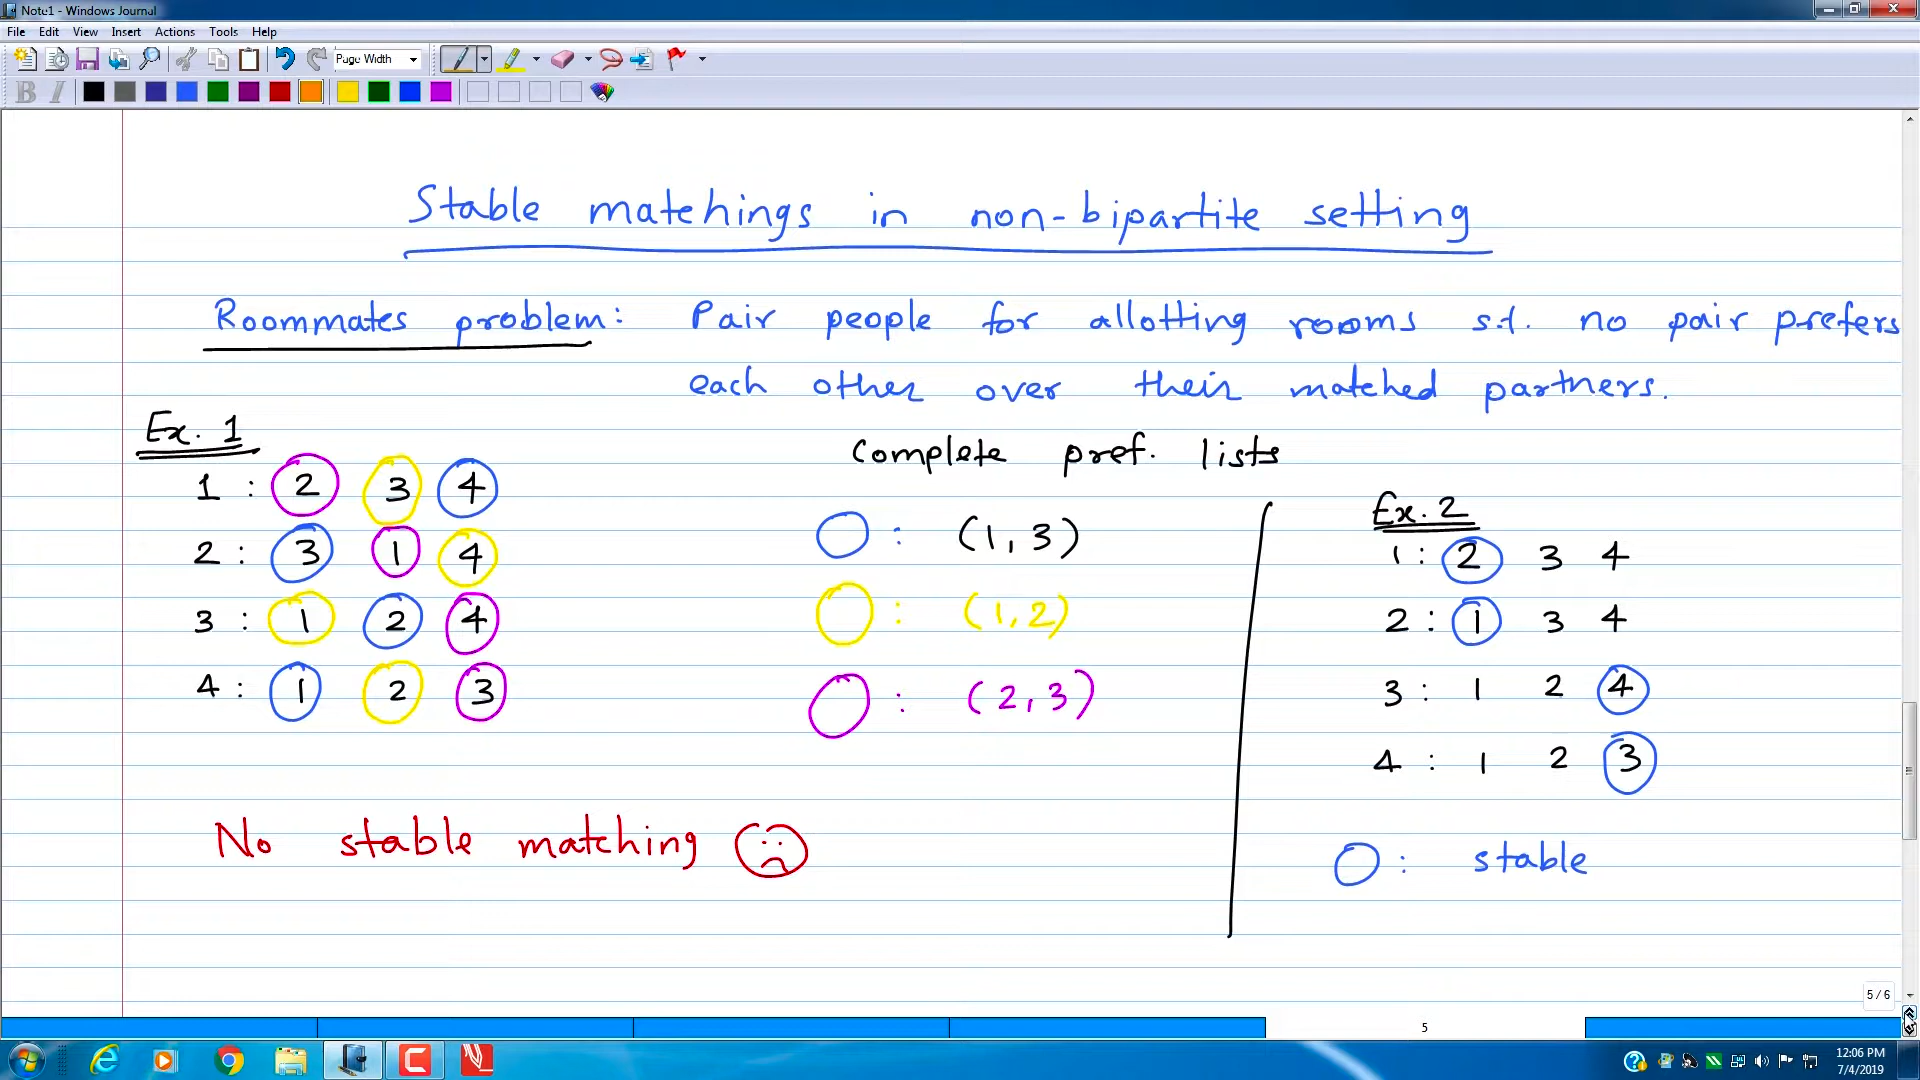 Note1 - Windows Journal
File Edit View Insert Actions Tools Help
Page Width
B I
Stable matchings in non-bipartite setting
Roommates problem: Pair people for allotting rooms s.t. no pair prefers
each other over their matched partners.
Ex. 1
Complete pref. lists
1 : 2 3 4
2 : 3 1 4
3 : 1 2 4
4 : 1 2 3
: (1, 3)
: (1, 2)
: (2, 3)
No stable matching
Ex. 2
1 : 2 3 4
2 : 1 3 4
3 : 1 2 4
4 : 1 2 3
: stable
5 / 6
5
12:06 PM
7/4/2019